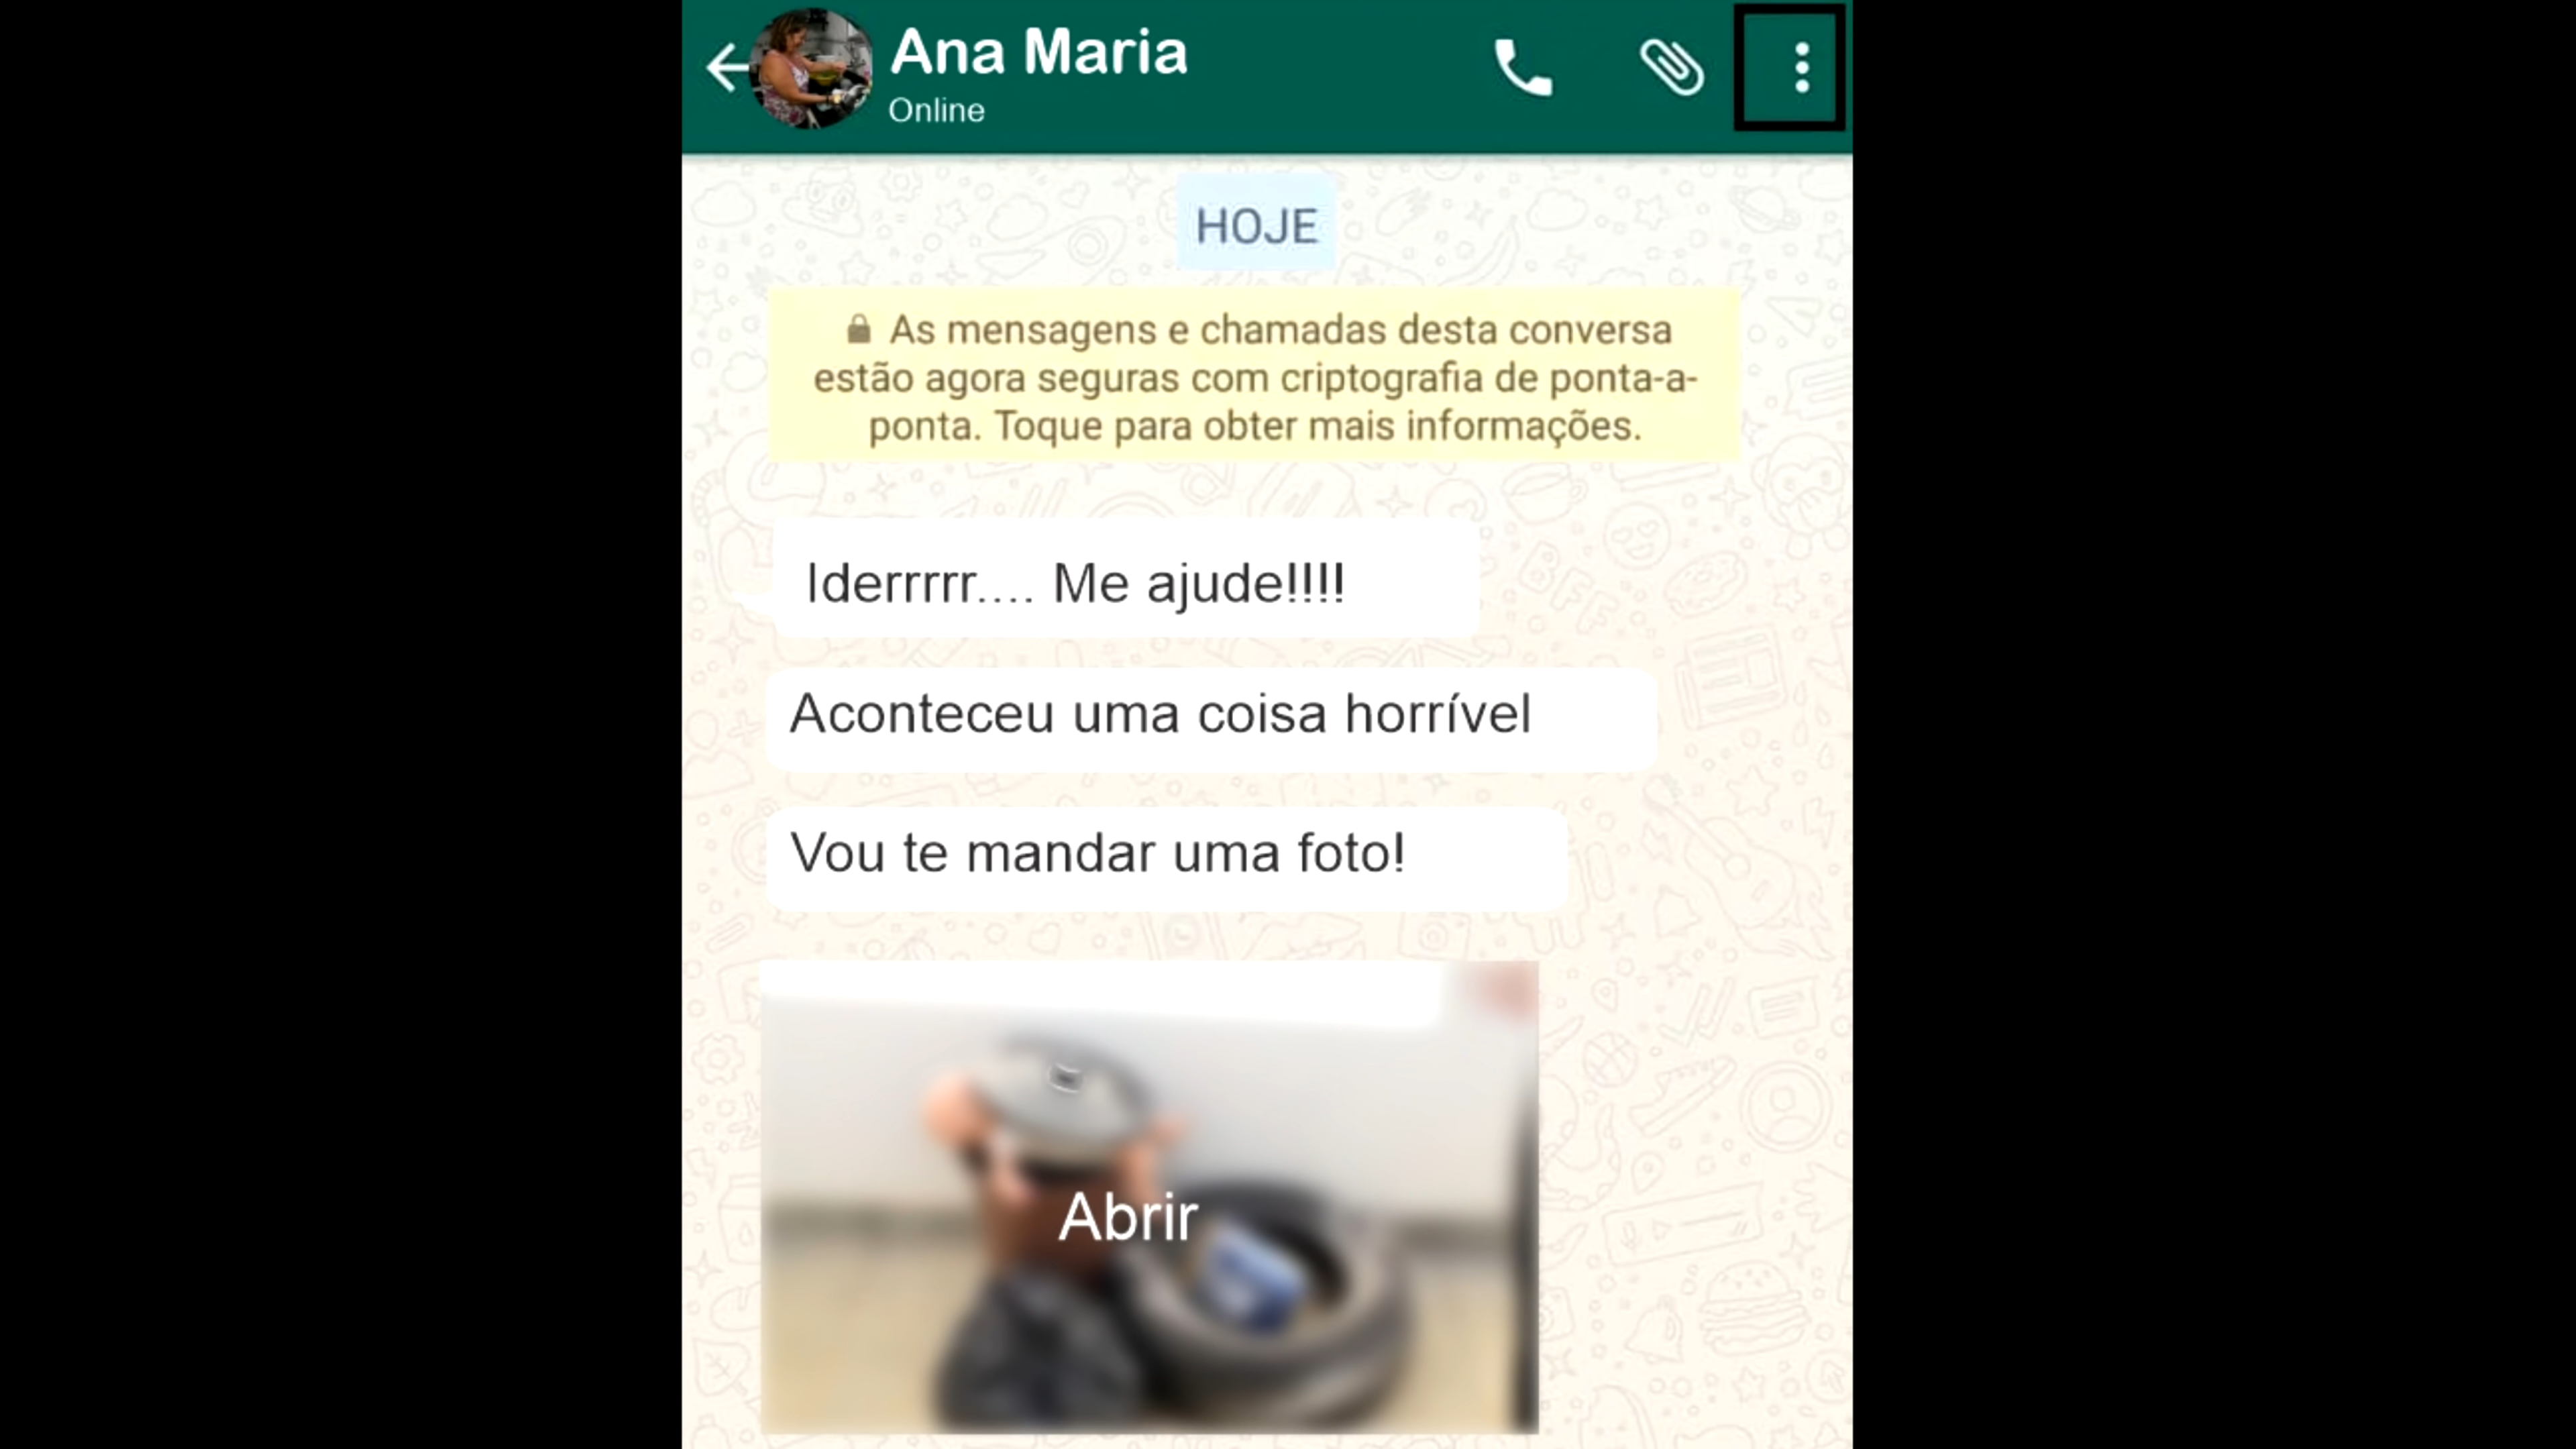 Ana Maria
Online
HOJE
As mensagens e chamadas desta conversa
estão agora seguras com criptografia de ponta-a-
ponta. Toque para obter mais informações.
Iderrrrr.... Me ajude!!!!
Aconteceu uma coisa horrível
Vou te mandar uma foto!
Abrir